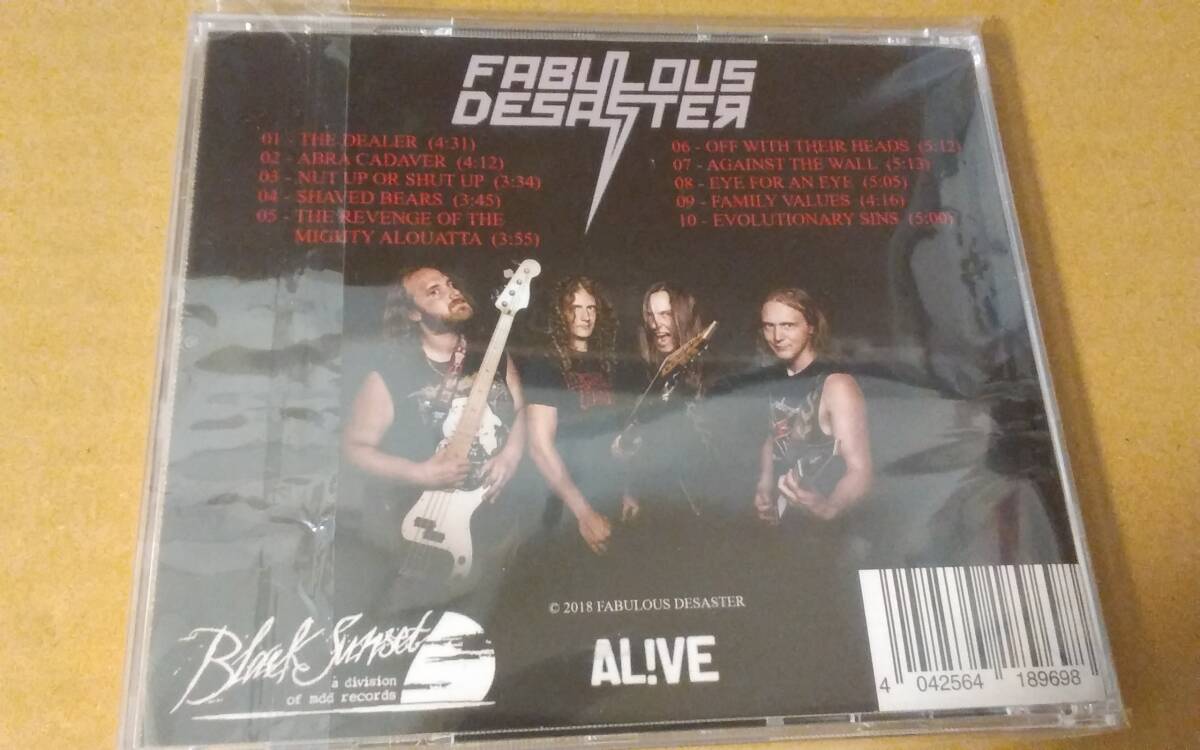 FABULOUS
DESASTER
01 - THE DEALER (4:31)
02 - ABRA CADAVER (4:12)
03 - NUT UP OR SHUT UP (3:34)
04 - SHAVED BEARS (3:45)
05 - THE REVENGE OF THE
MIGHTY ALOUATTA (3:55)
06 - OFF WITH THEIR HEADS (5:12)
07 - AGAINST THE WALL (5:13)
08 - EYE FOR AN EYE (5:05)
09 - FAMILY VALUES (4:16)
10 - EVOLUTIONARY SINS (5:00)
© 2018 FABULOUS DESASTER
Black Sunset
a division
of mdd records
AL!VE
4 042564 189698